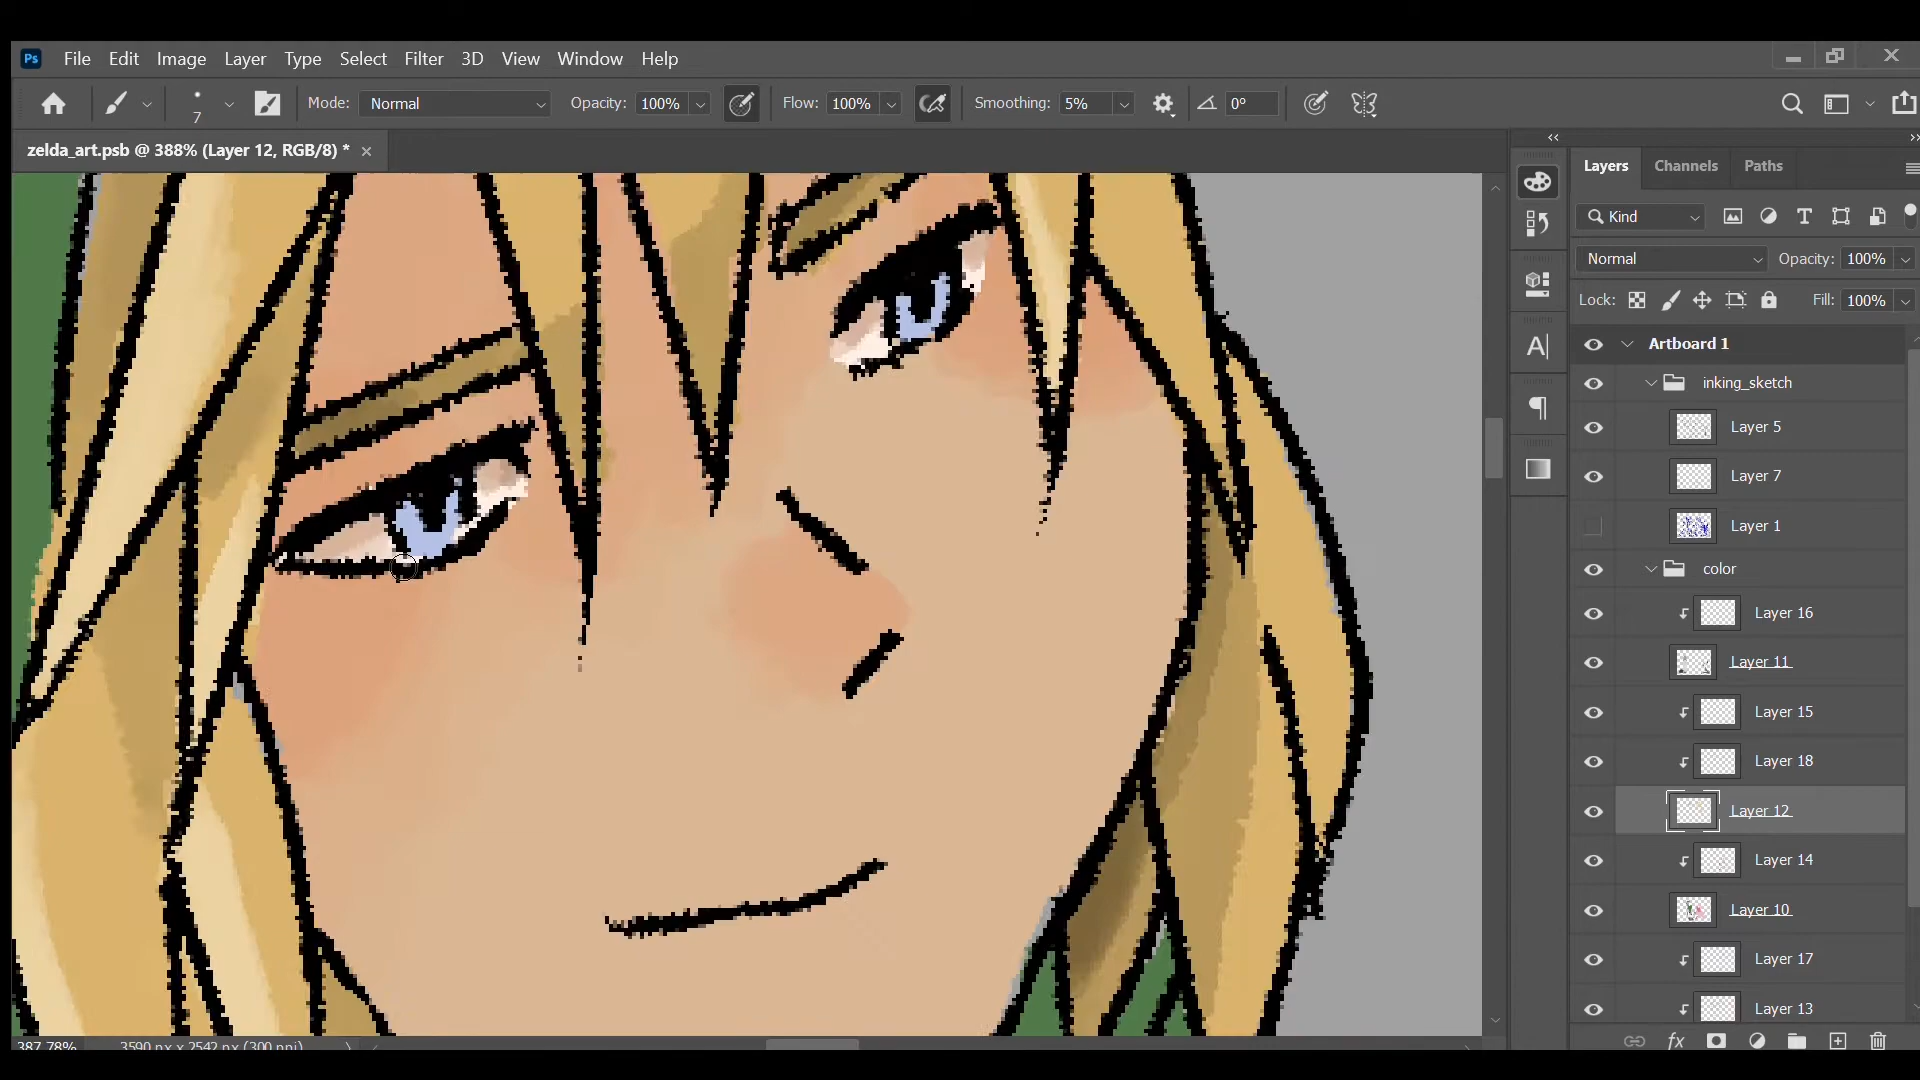 Ps File Edit Image Layer Type Select Filter 3D View Window Help
7 Mode: Normal Opacity: 100% Flow: 100% Smoothing: 5% 0°
zelda_art.psb @ 388% (Layer 12, RGB/8) *
Layers Channels Paths
Kind
Normal Opacity: 100%
Lock: Fill: 100%
Artboard 1
inking_sketch
Layer 5
Layer 7
Layer 1
color
Layer 16
Layer 11
Layer 15
Layer 18
Layer 12
Layer 14
Layer 10
Layer 17
Layer 13
387.78% 3590 px x 2542 px (300 ppi)